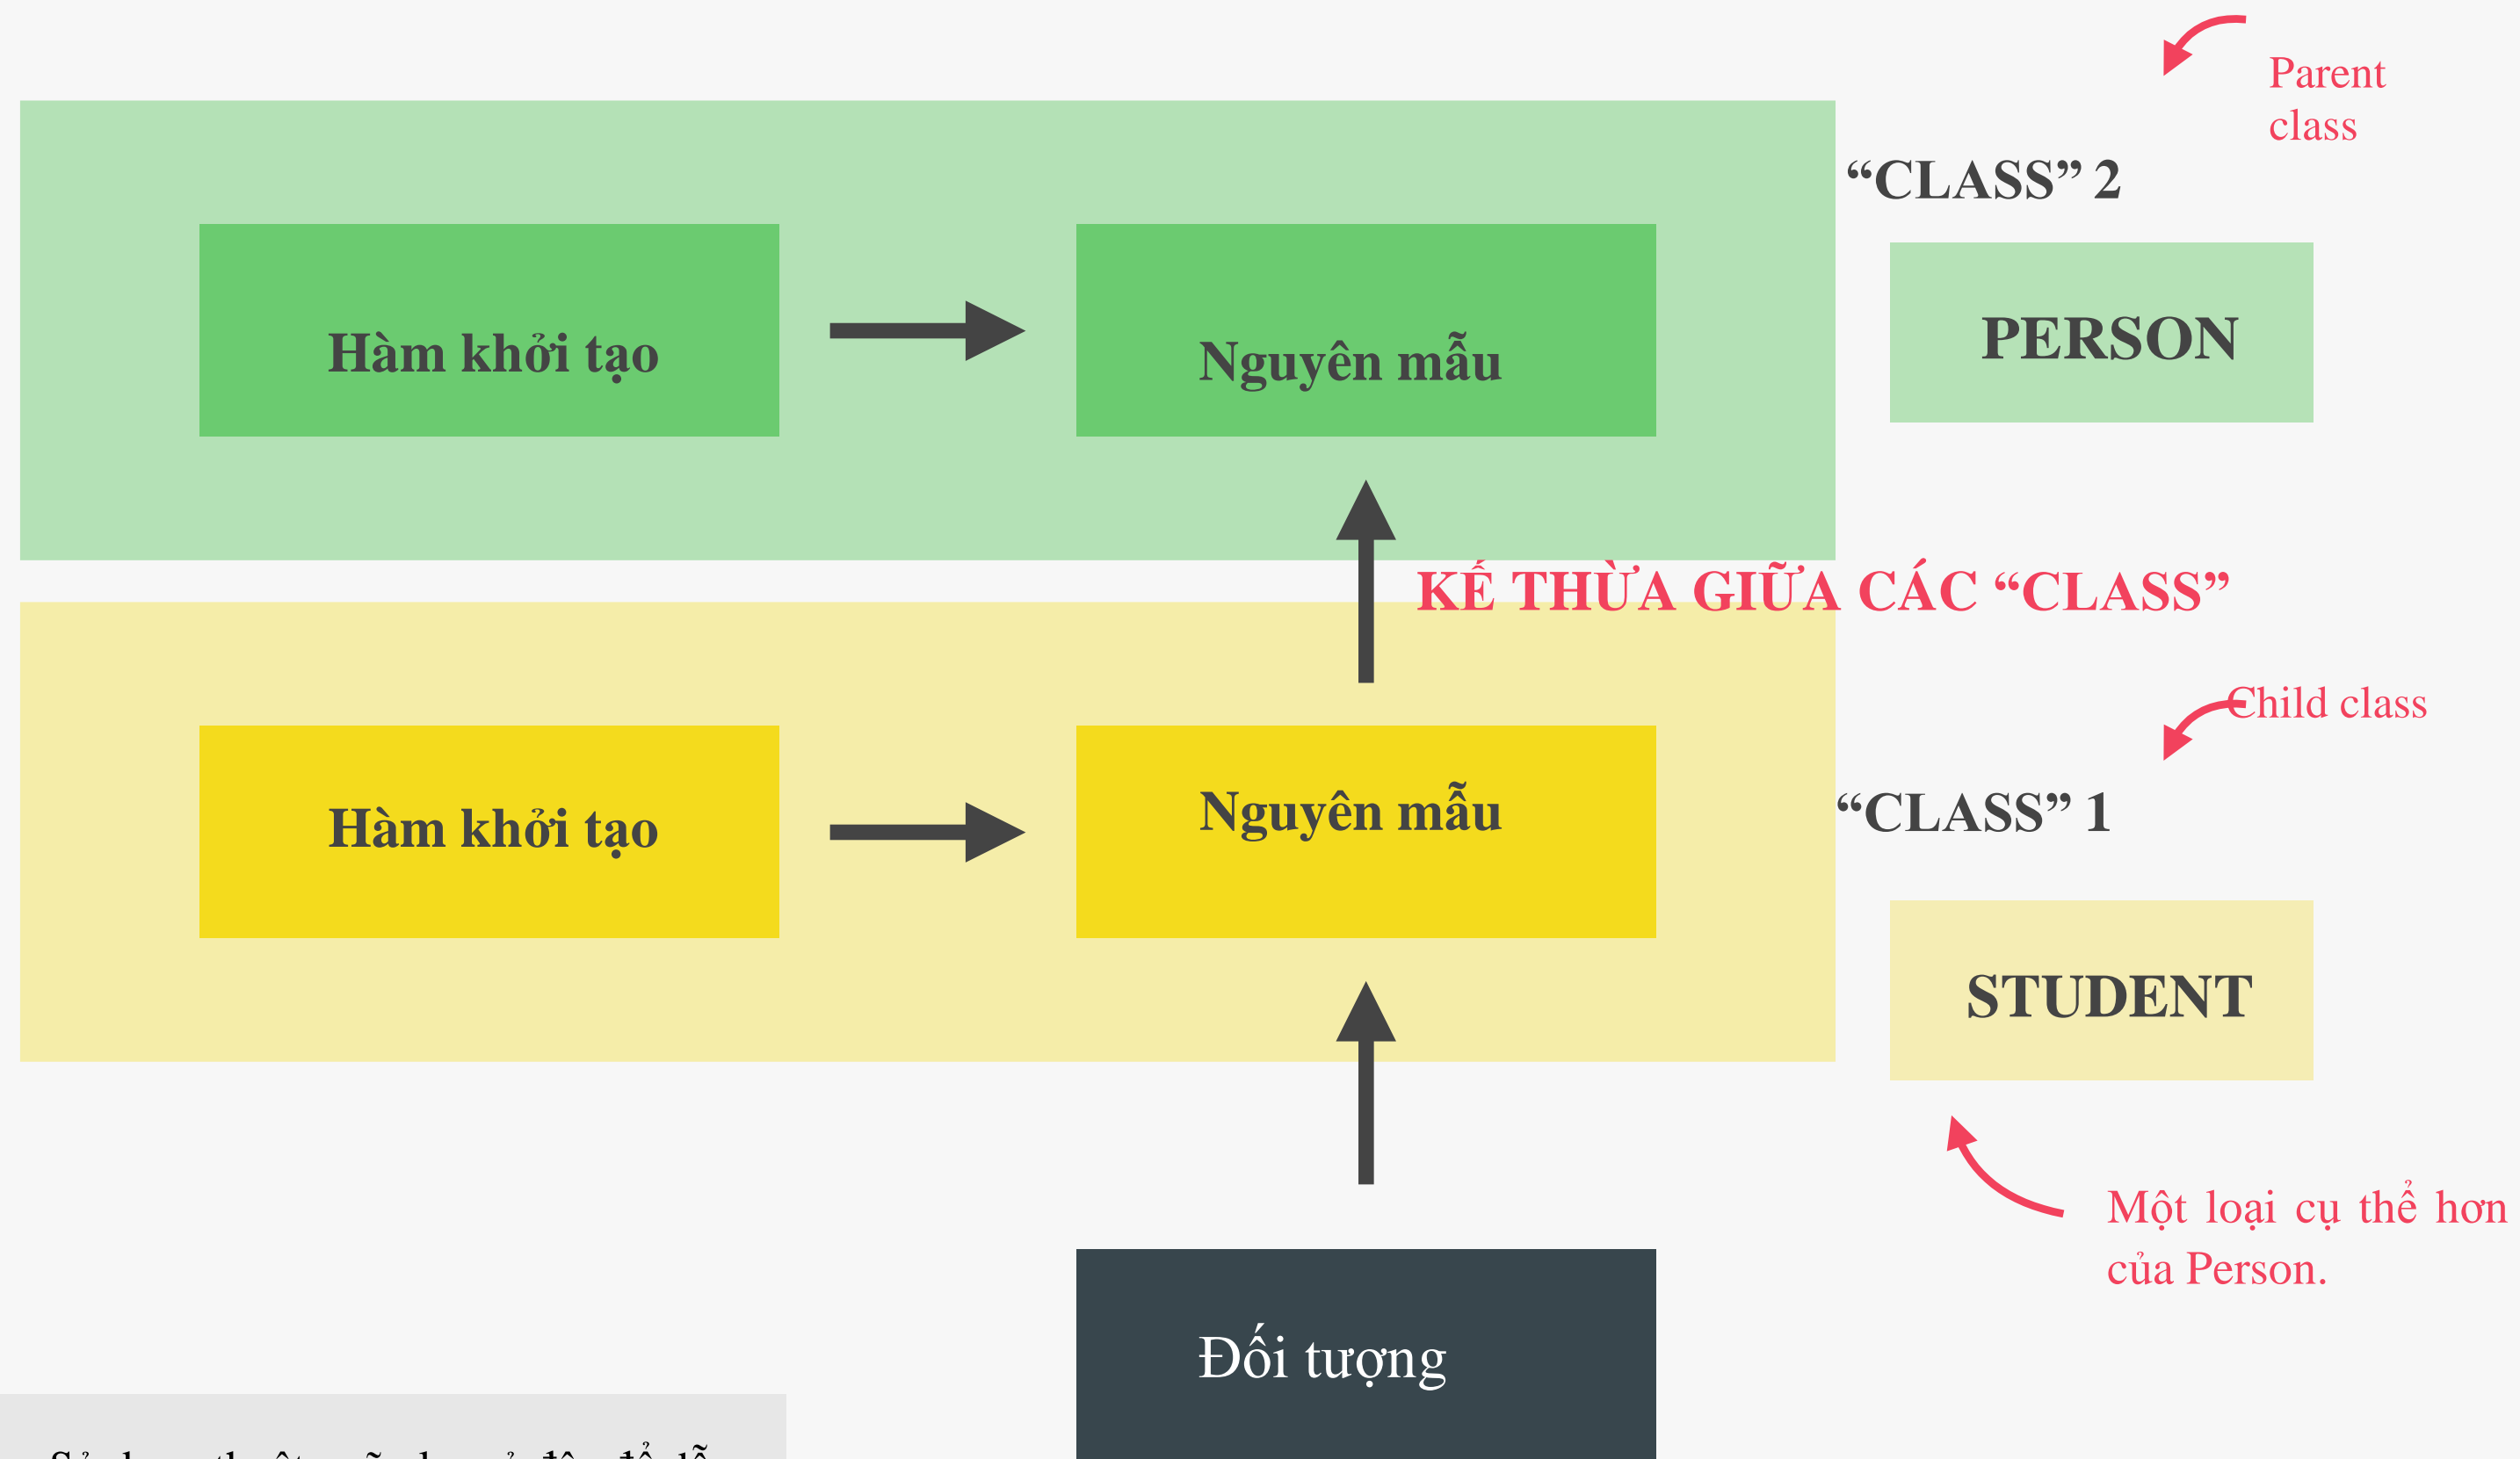 Parent
class
“CLASS” 2
Hàm khởi tạo
Nguyên mẫu
PERSON
KẾ THỪA GIỮA CÁC “CLASS”
Child class
Hàm khởi tạo
Nguyên mẫu
“CLASS” 1
STUDENT
Một loại cụ thể hơn
của Person.
Đối tượng